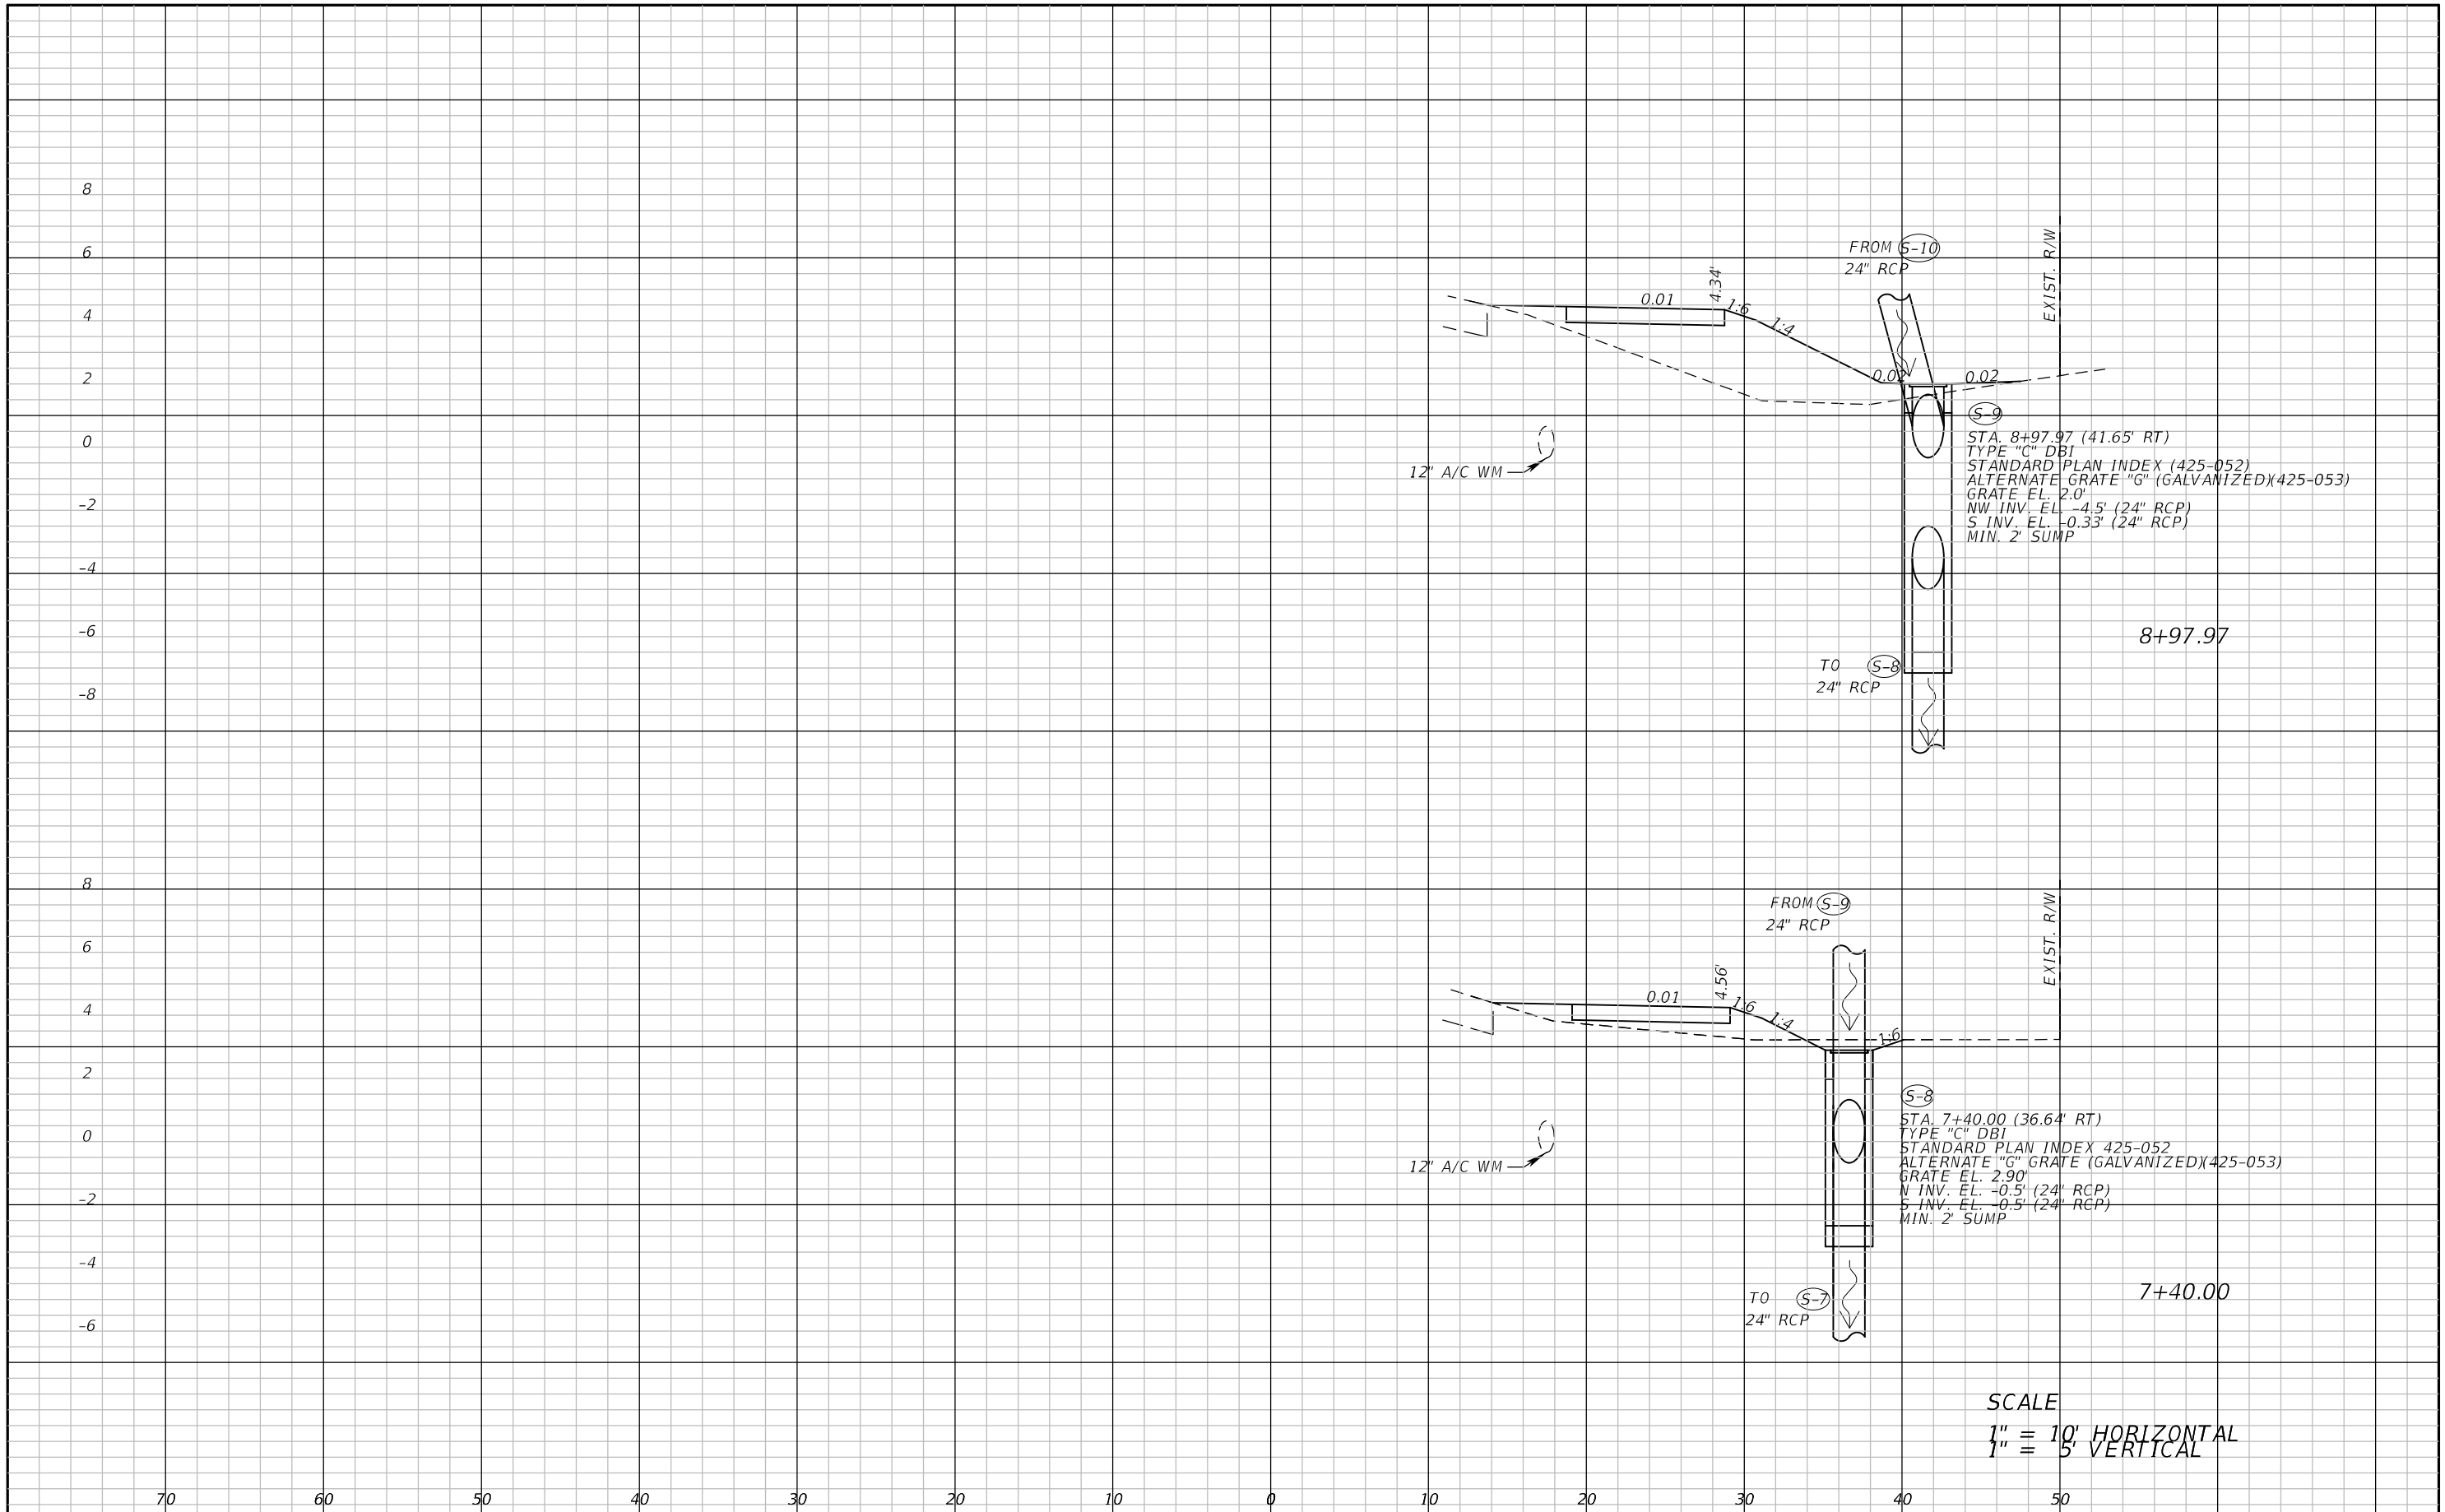 8
6
4
2
0
-2
-4
-6
-8
FROM S-10
24" RCP
EXIST. R/W
4.34'
0.01
1:6
1:4
0.02
0.02
12" A/C WM
S-9
STA. 8+97.97 (41.65' RT)
TYPE "C" DBI
STANDARD PLAN INDEX (425-052)
ALTERNATE GRATE "G" (GALVANIZED)(425-053)
GRATE EL. 2.0'
NW INV. EL. -4.5' (24" RCP)
S INV. EL. -0.33' (24" RCP)
MIN. 2' SUMP
8+97.97
TO S-8
24" RCP
8
6
4
2
0
-2
-4
-6
FROM S-9
24" RCP
EXIST. R/W
4.56'
0.01
1:6
1:4
1:6
12" A/C WM
S-8
STA. 7+40.00 (36.64' RT)
TYPE "C" DBI
STANDARD PLAN INDEX 425-052
ALTERNATE "G" GRATE (GALVANIZED)(425-053)
GRATE EL. 2.90'
N INV. EL. -0.5' (24" RCP)
S INV. EL. -0.5' (24" RCP)
MIN. 2' SUMP
7+40.00
TO S-7
24" RCP
SCALE
1" = 10' HORIZONTAL
1" = 5' VERTICAL
70 60 50 40 30 20 10 0 10 20 30 40 50